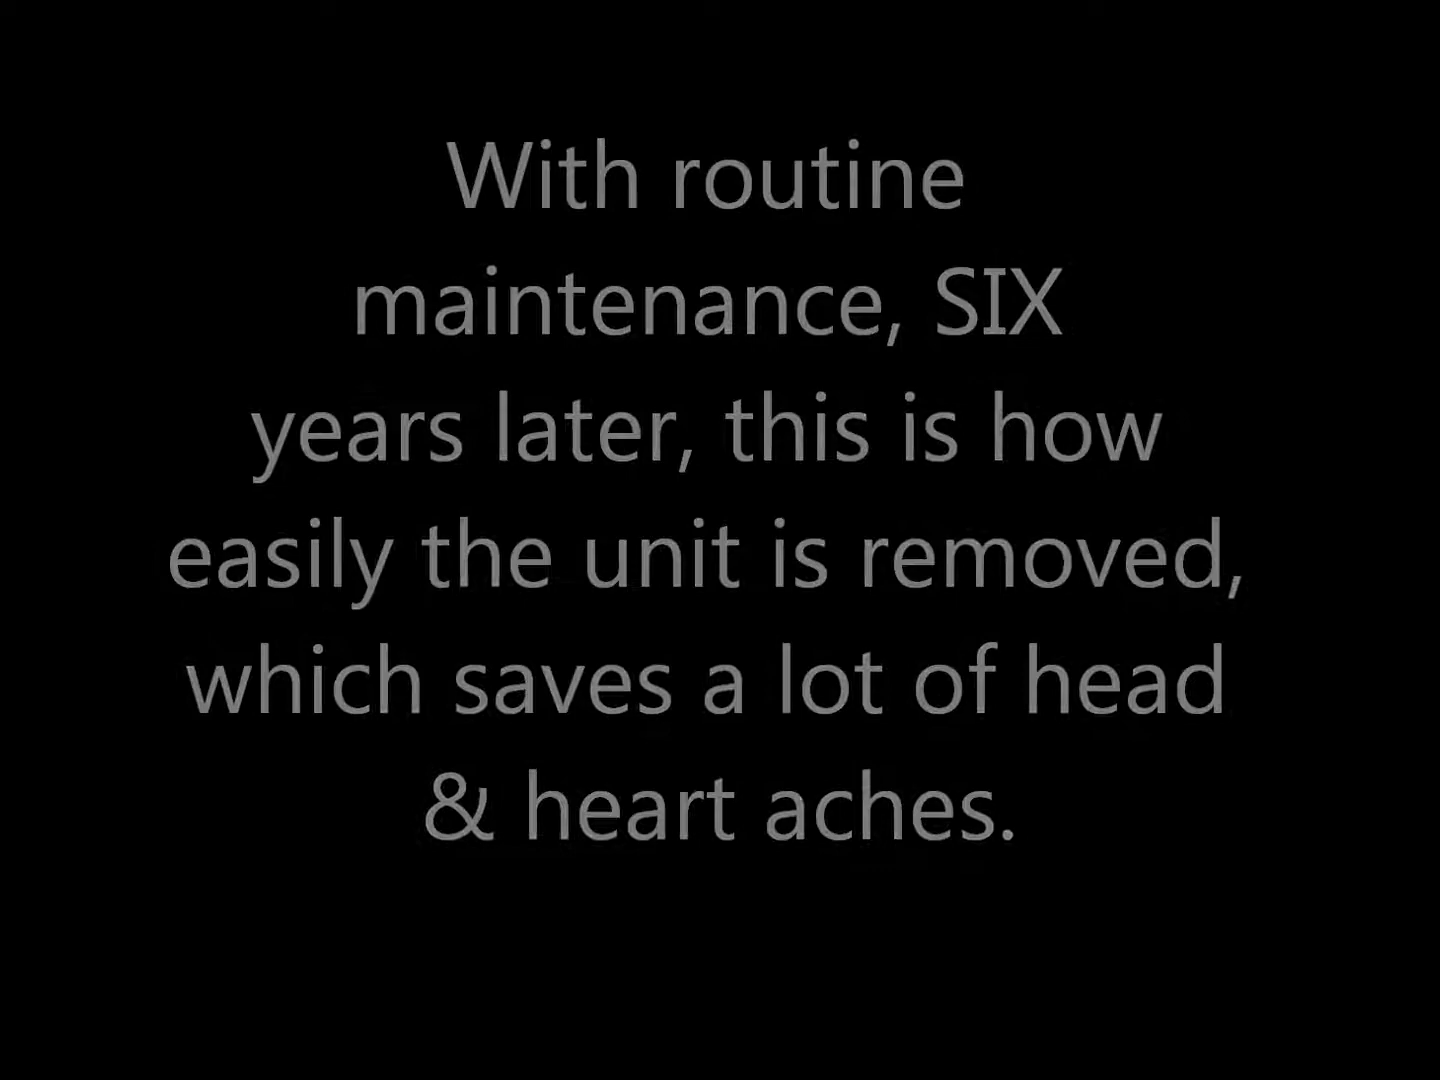 With routine
maintenance, SIX
years later, this is how
easily the unit is removed,
which saves a lot of head
& heart aches.